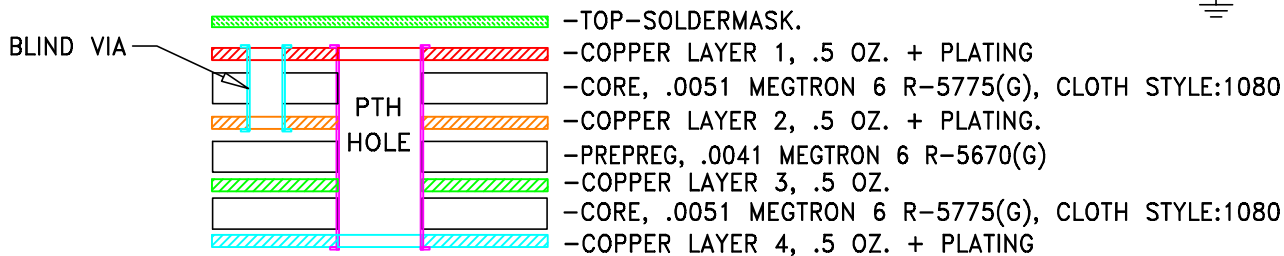 -TOP-SOLDERMASK.
BLIND VIA
-COPPER LAYER 1, .5 OZ. + PLATING
-CORE, .0051 MEGTRON 6 R-5775(G), CLOTH STYLE:1080
PTH
HOLE
-COPPER LAYER 2, .5 OZ. + PLATING.
-PREPREG, .0041 MEGTRON 6 R-5670(G)
-COPPER LAYER 3, .5 OZ.
-CORE, .0051 MEGTRON 6 R-5775(G), CLOTH STYLE:1080
-COPPER LAYER 4, .5 OZ. + PLATING